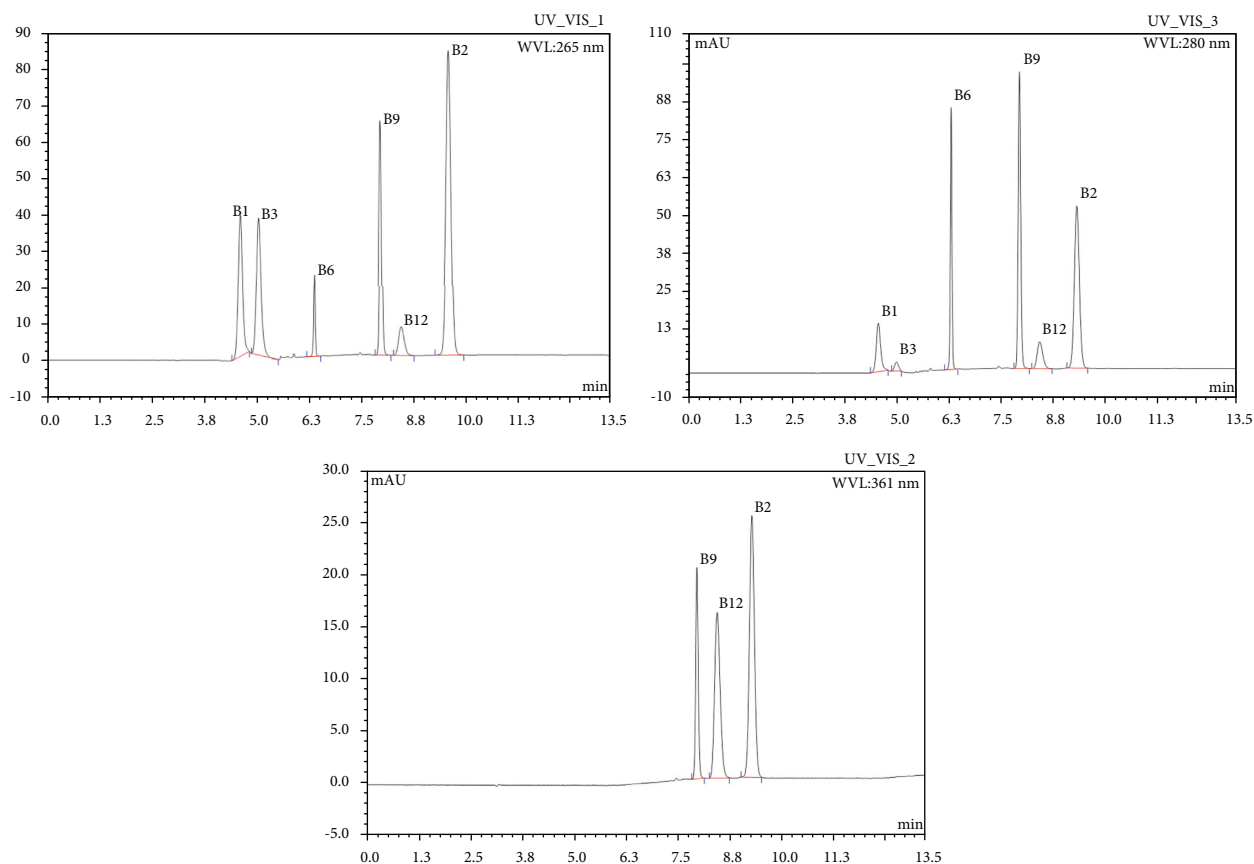 UV_VIS_1
WVL:265 nm
90
80
70
60
50
40
30
20
10
0
-10
B1
B3
B6
B9
B12
B2
min
0.0 1.3 2.5 3.8 5.0 6.3 7.5 8.8 10.0 11.3 13.5
UV_VIS_3
mAU
WVL:280 nm
110
88
75
63
50
38
25
13
-10
B1
B3
B6
B9
B12
B2
min
0.0 1.3 2.5 3.8 5.0 6.3 7.5 8.8 10.0 11.3 13.5
UV_VIS_2
mAU
WVL:361 nm
30.0
25.0
20.0
15.0
10.0
5.0
0.0
-5.0
B9
B12
B2
min
0.0 1.3 2.5 3.8 5.0 6.3 7.5 8.8 10.0 11.3 13.5